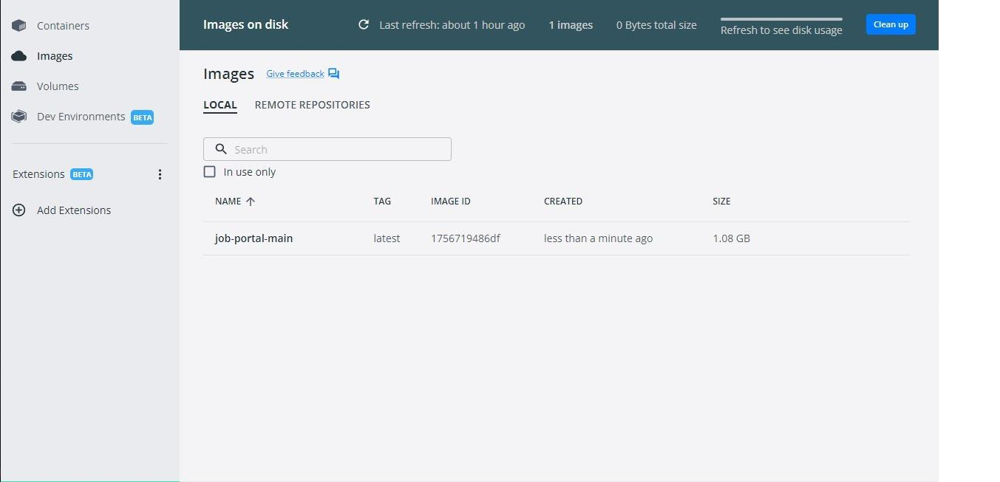 Containers
Images
Volumes
Dev Environments BETA
Extensions BETA
Add Extensions
Images on disk
Last refresh: about 1 hour ago
1 images
0 Bytes total size
Refresh to see disk usage
Clean up
Images Give feedback
LOCAL REMOTE REPOSITORIES
Search
In use only
NAME TAG IMAGE ID CREATED SIZE
job-portal-main latest 1756719486df less than a minute ago 1.08 GB